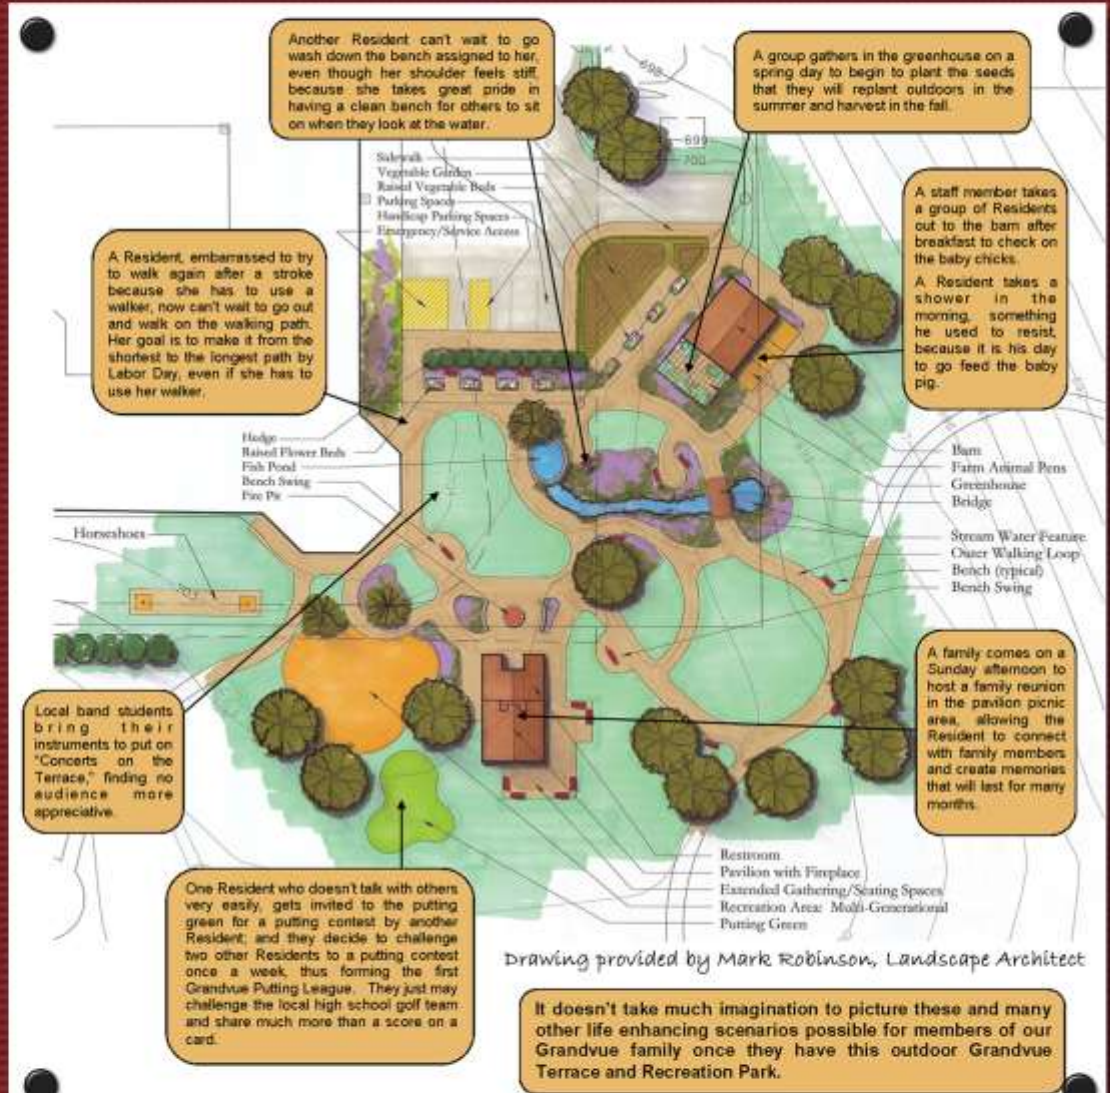 Another Resident can't wait to go
wash down the bench assigned to her,
even though her shoulder feels stiff,
because she takes great pride in
having a clean bench for others to sit
on when they look at the water.
A group gathers in the greenhouse on a
spring day to begin to plant the seeds
that they will replant outdoors in the
summer and harvest in the fall.
698
699
700
Sidewalk
Vegetable Garden
Raised Vegetable Beds
Parking Spaces
Handicap Parking Spaces
Emergency/Service Access
A staff member takes
a group of Residents
out to the barn after
breakfast to check on
the baby chicks.
A Resident takes a
shower in the
morning, something
he used to resist,
because it is his day
to go feed the baby
pig.
A Resident, embarrassed to try
to walk again after a stroke
because she has to use a
walker, now can't wait to go out
and walk on the walking path.
Her goal is to make it from the
shortest to the longest path by
Labor Day, even if she has to
use her walker.
Hedge
Raised Flower Beds
Fish Pond
Bench Swing
Fire Pit
Barn
Farm Animal Pens
Greenhouse
Bridge
Stream Water Feature
Outer Walking Loop
Bench (typical)
Bench Swing
Horseshoes
703
A family comes on a
Sunday afternoon to
host a family reunion
in the pavilion picnic
area, allowing the
Resident to connect
with family members
and create memories
that will last for many
months.
Local band students
bring their
instruments to put on
"Concerts on the
Terrace," finding no
audience more
appreciative.
Restroom
Pavilion with Fireplace
Extended Gathering/Seating Spaces
Recreation Area: Multi-Generational
Putting Green
One Resident who doesn't talk with others
very easily, gets invited to the putting
green for a putting contest by another
Resident; and they decide to challenge
two other Residents to a putting contest
once a week, thus forming the first
Grandvue Putting League. They just may
challenge the local high school golf team
and share much more than a score on a
card.
Drawing provided by Mark Robinson, Landscape Architect
It doesn't take much imagination to picture these and many
other life enhancing scenarios possible for members of our
Grandvue family once they have this outdoor Grandvue
Terrace and Recreation Park.